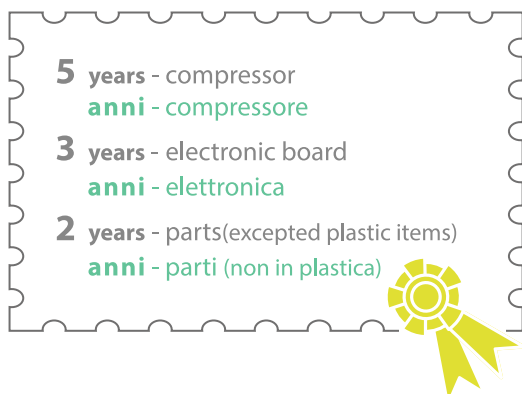 5 years - compressor
anni - compressore
3 years - electronic board
anni - elettronica
2 years - parts(excepted plastic items)
anni - parti (non in plastica)